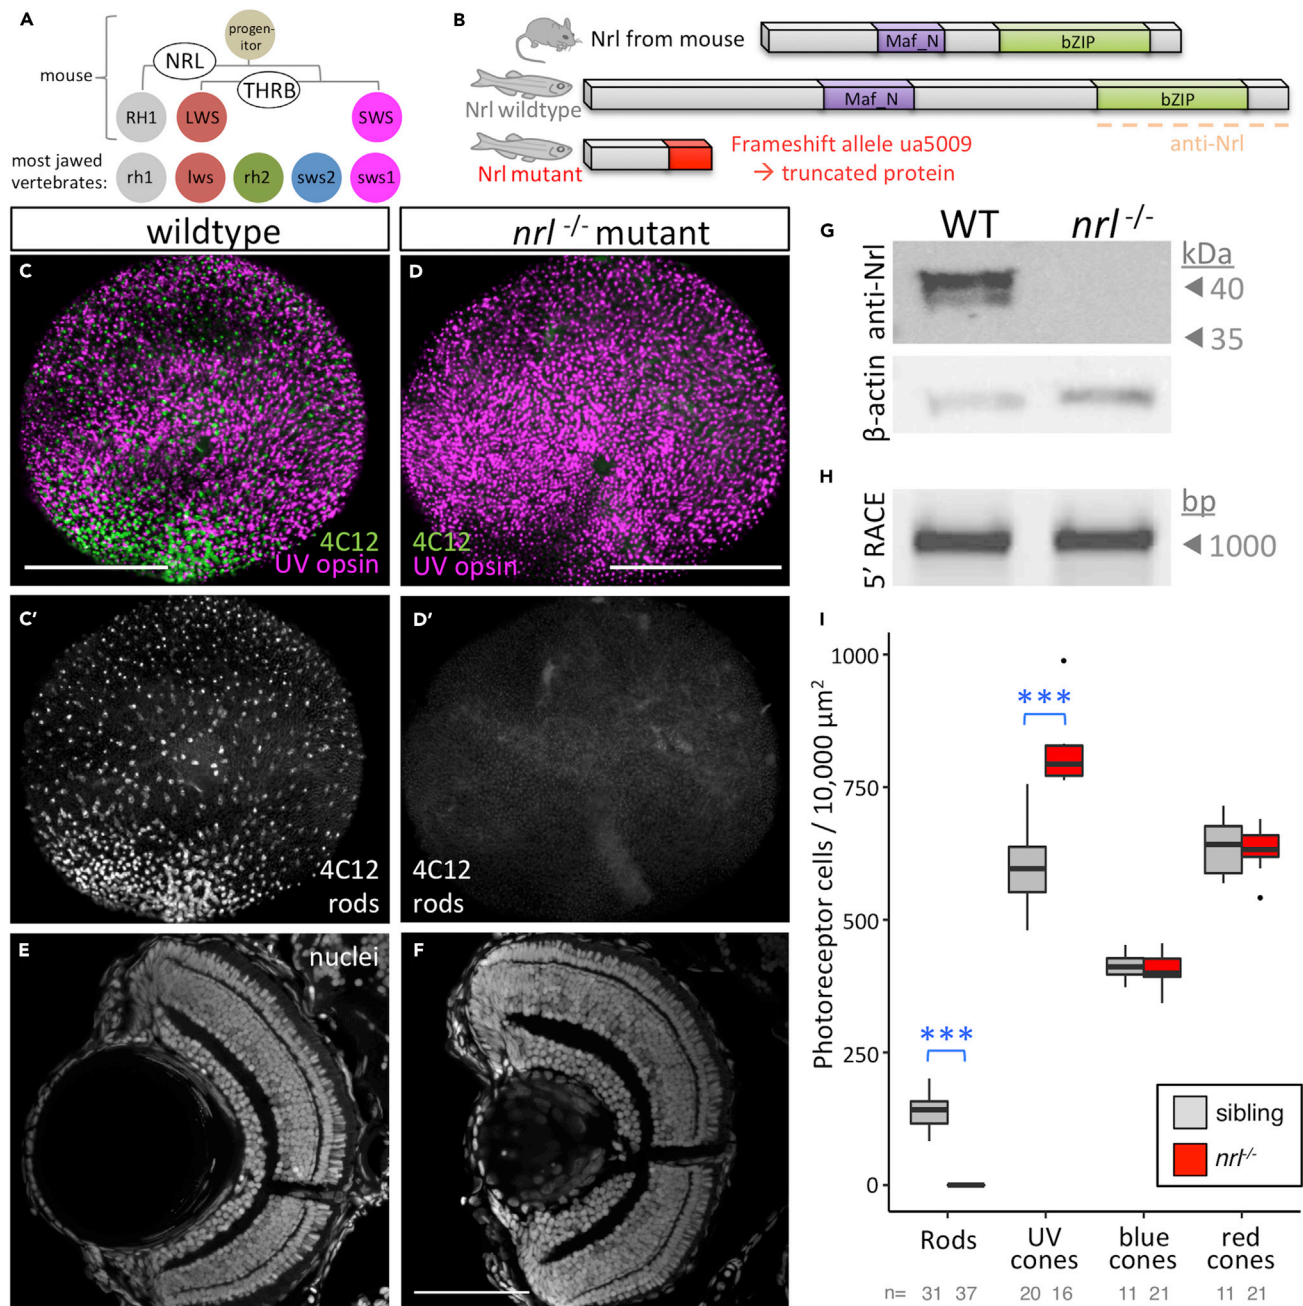 A
progen-
itor
NRL
mouse
THRB
RH1
LWS
SWS
most jawed
vertebrates:
rh1
lws
rh2
sws2
sws1
B
Nrl from mouse
Maf_N
bZIP
Nrl wildtype
Maf_N
bZIP
anti-Nrl
Nrl mutant
Frameshift allele ua5009
→ truncated protein
wildtype
nrl -/- mutant
C
4C12
UV opsin
D
4C12
UV opsin
C'
4C12
rods
D'
4C12
rods
E
nuclei
F
G
WT
nrl -/-
anti-Nrl
kDa
◀ 40
◀ 35
β-actin
H
5' RACE
bp
◀ 1000
I
Photoreceptor cells / 10,000 µm²
1000
750
500
250
0
***
***
sibling
nrl-/-
Rods
UV
cones
blue
cones
red
cones
n= 31 37 20 16 11 21 11 21